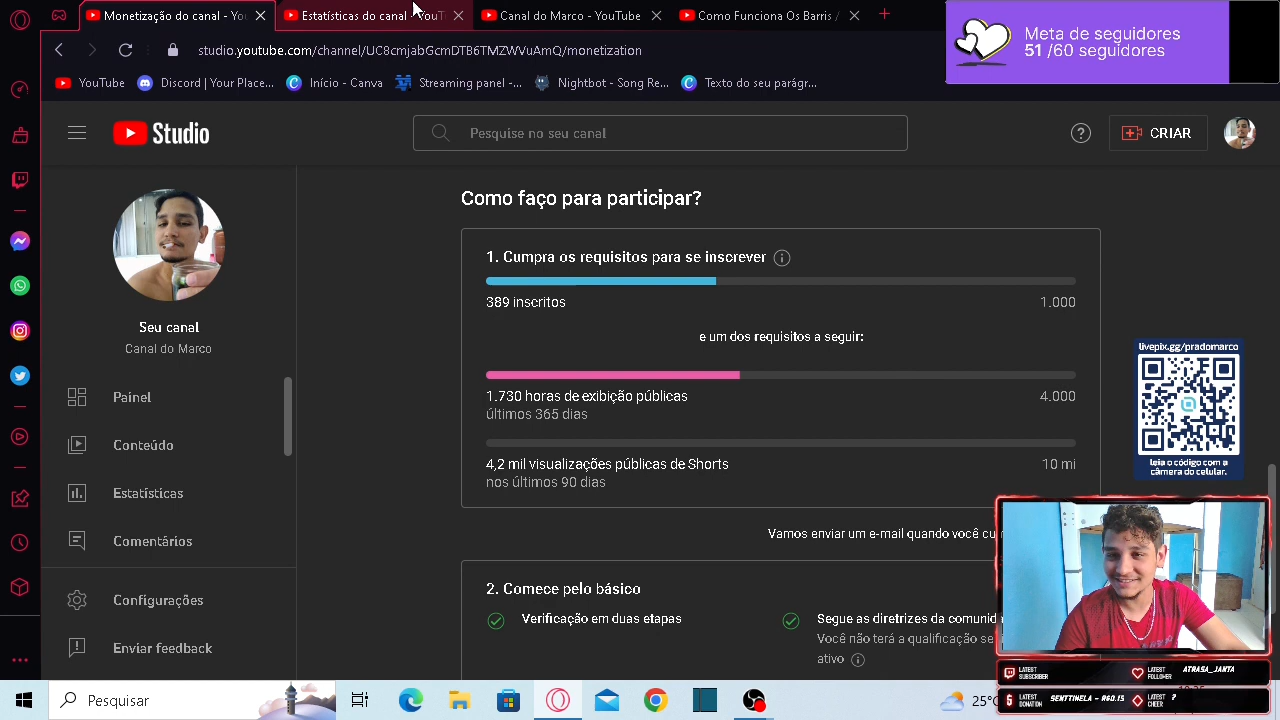 Monetização do canal - Yo
Estatísticas do canal - YouT
Canal do Marco - YouTube
Como Funciona Os Barris /
studio.youtube.com/channel/UC8cmjabGcmDTB6TMZWVuAmQ/monetization
YouTube
Discord | Your Place...
Início - Canva
Streaming panel -...
Nightbot - Song Re...
Texto do seu parágr...
Meta de seguidores
51 /60 seguidores
Studio
Pesquise no seu canal
CRIAR
Seu canal
Canal do Marco
Painel
Conteúdo
Estatísticas
Comentários
Configurações
Enviar feedback
Como faço para participar?
1. Cumpra os requisitos para se inscrever
389 inscritos
1.000
e um dos requisitos a seguir:
1.730 horas de exibição públicas
4.000
últimos 365 dias
4,2 mil visualizações públicas de Shorts
10 mi
nos últimos 90 dias
Vamos enviar um e-mail quando você cu
2. Comece pelo básico
Verificação em duas etapas
Segue as diretrizes da comunid
Você não terá a qualificação se
ativo
livepix.gg/pradomarco
leia o código com a
câmera do celular.
LATEST
SUBSCRIBER
LATEST
FOLLOWER
ATRASA_JANTA
LATEST
DONATION
SENTTINELA - R$0.15
LATEST
CHEER
?
Pesquisar
25°